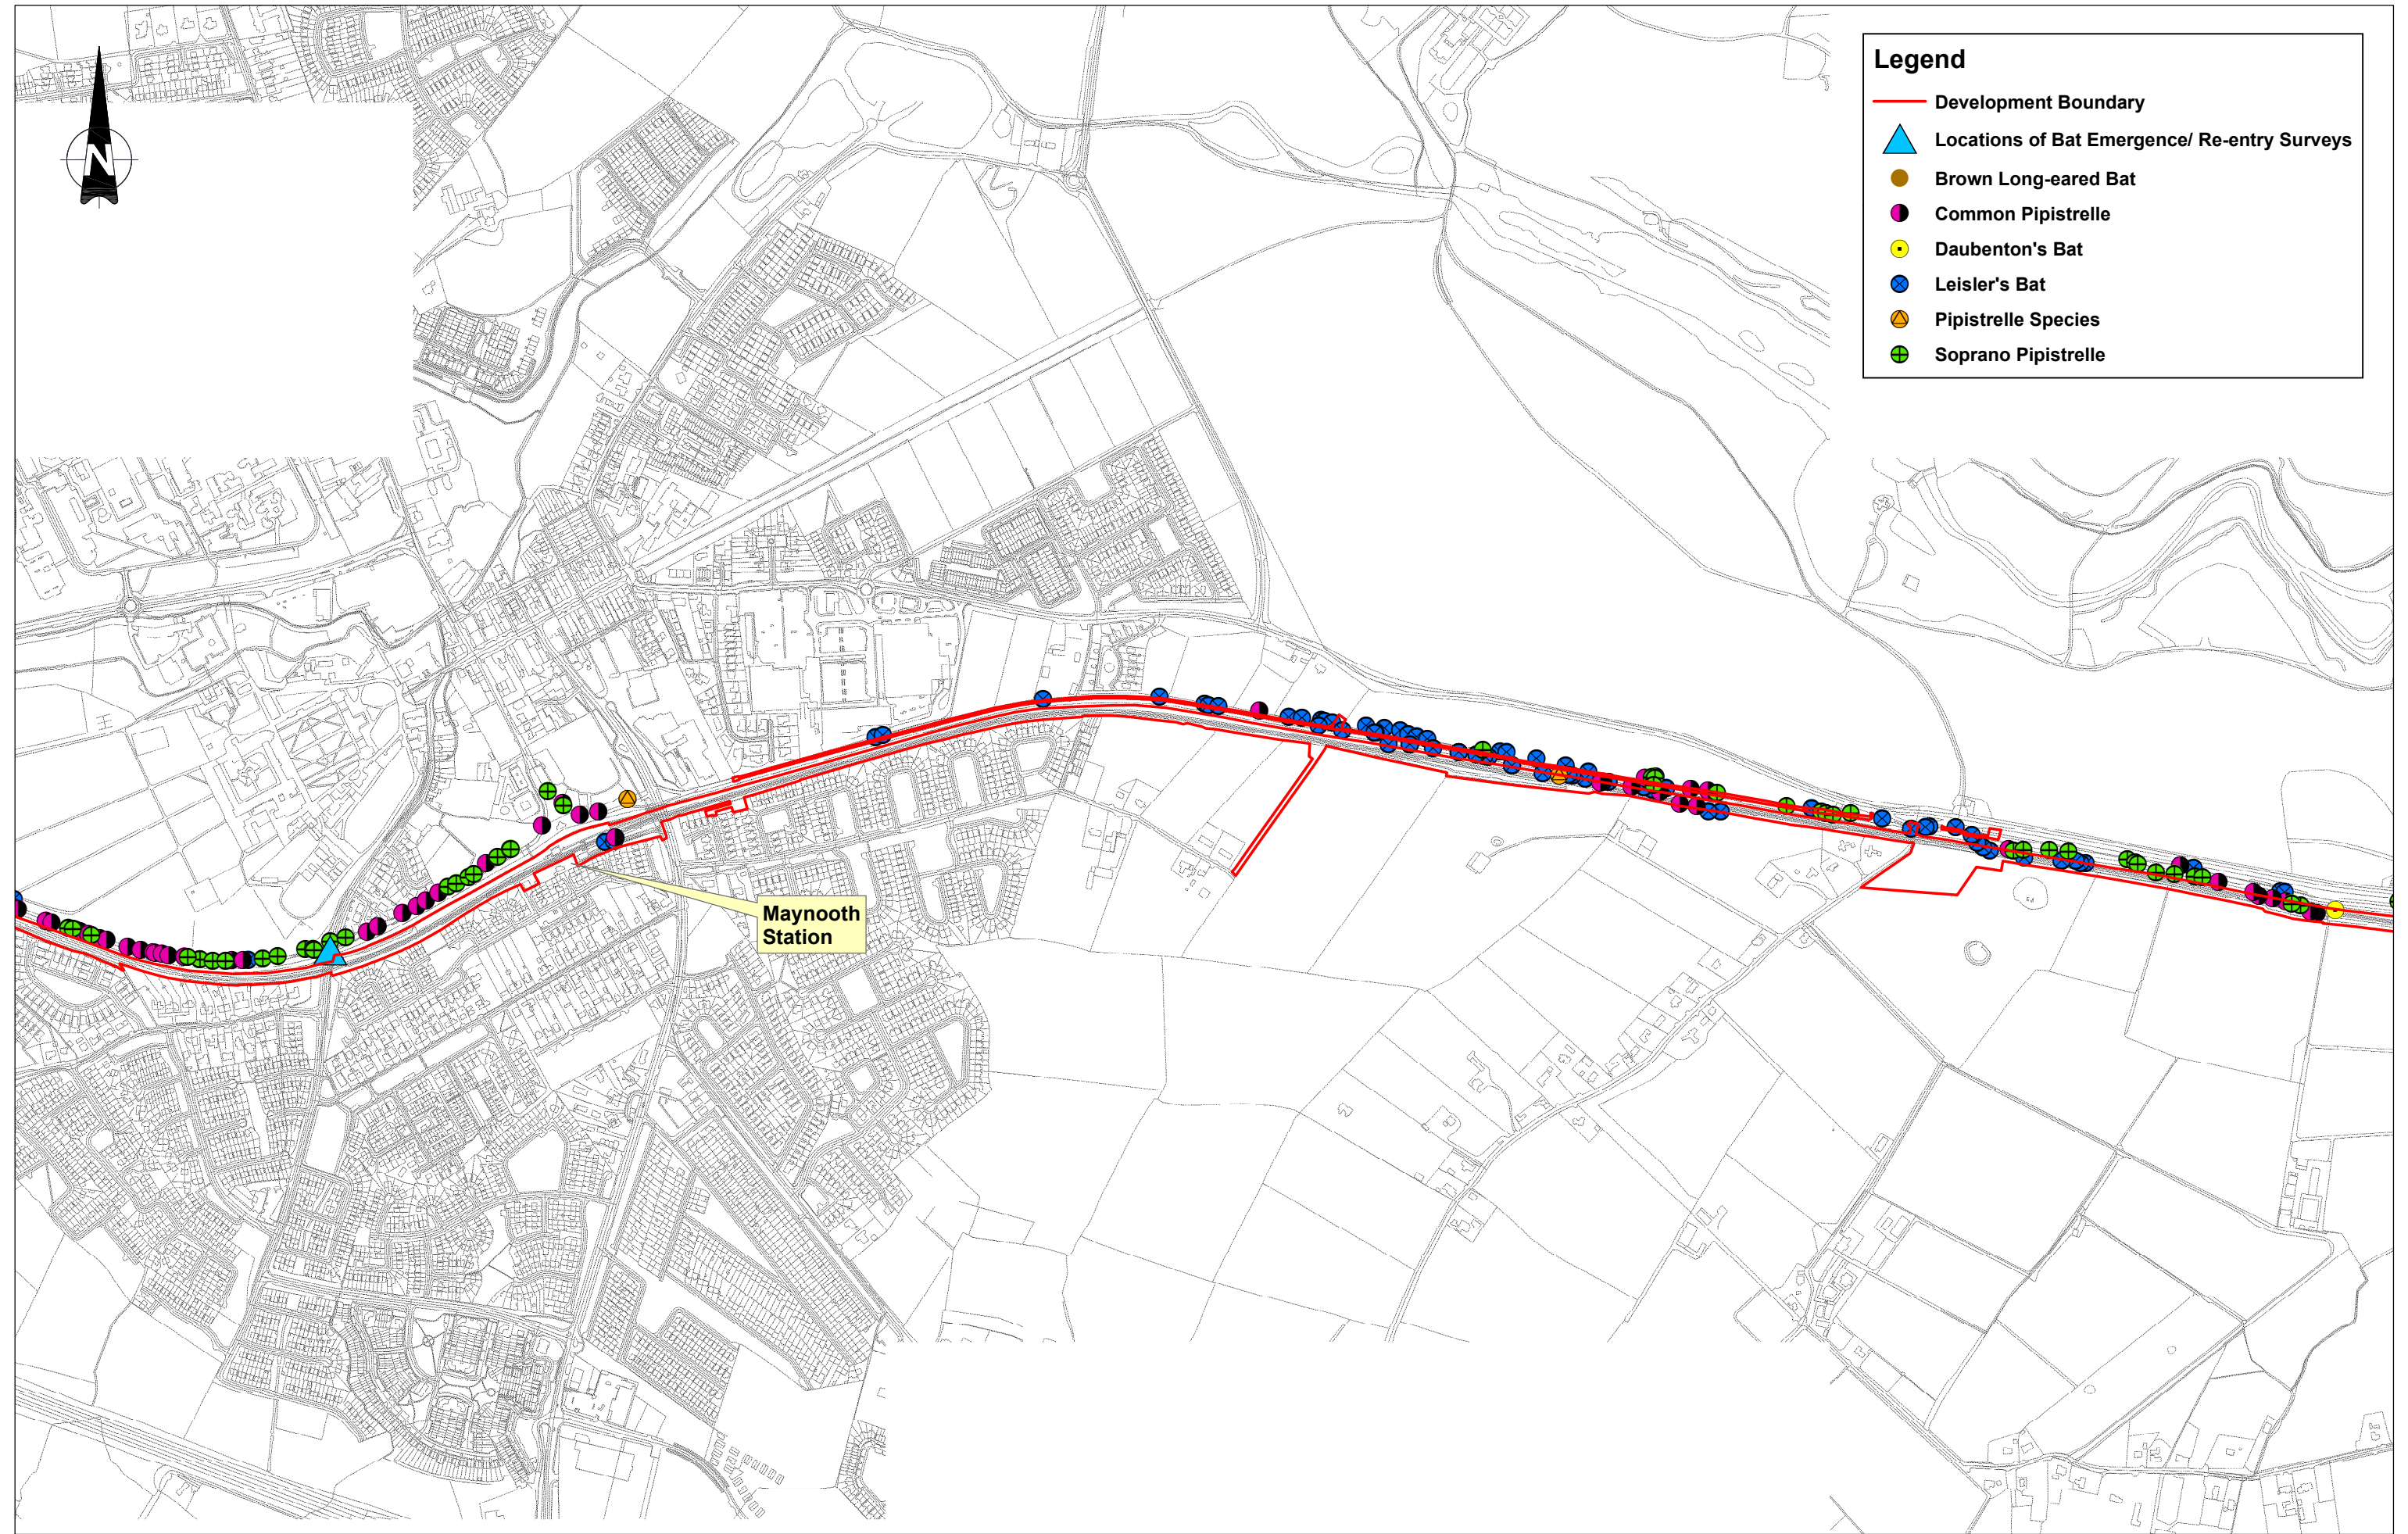 N
Legend
Development Boundary
Locations of Bat Emergence/ Re-entry Surveys
Brown Long-eared Bat
Common Pipistrelle
Daubenton's Bat
Leisler's Bat
Pipistrelle Species
Soprano Pipistrelle
Maynooth
Station